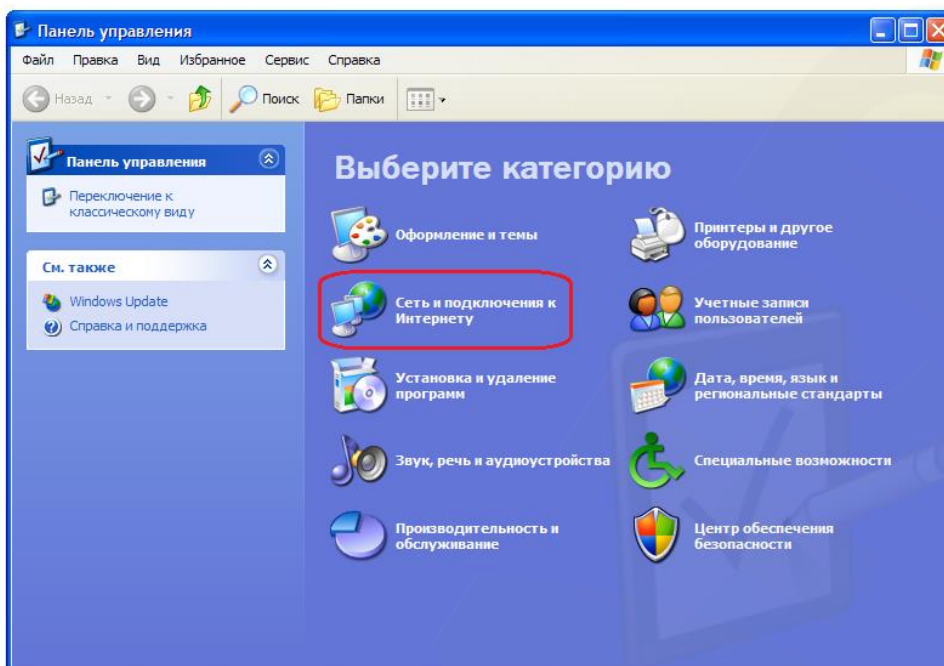 Панель управления
Файл Правка Вид Избранное Сервис Справка
Назад Поиск Папки
Панель управления
Переключение к
классическому виду
См. также
Windows Update
Справка и поддержка
Выберите категорию
Оформление и темы
Принтеры и другое
оборудование
Сеть и подключения к
Интернету
Учетные записи
пользователей
Установка и удаление
программ
Дата, время, язык и
региональные стандарты
Звук, речь и аудиоустройства
Специальные возможности
Производительность и
обслуживание
Центр обеспечения
безопасности